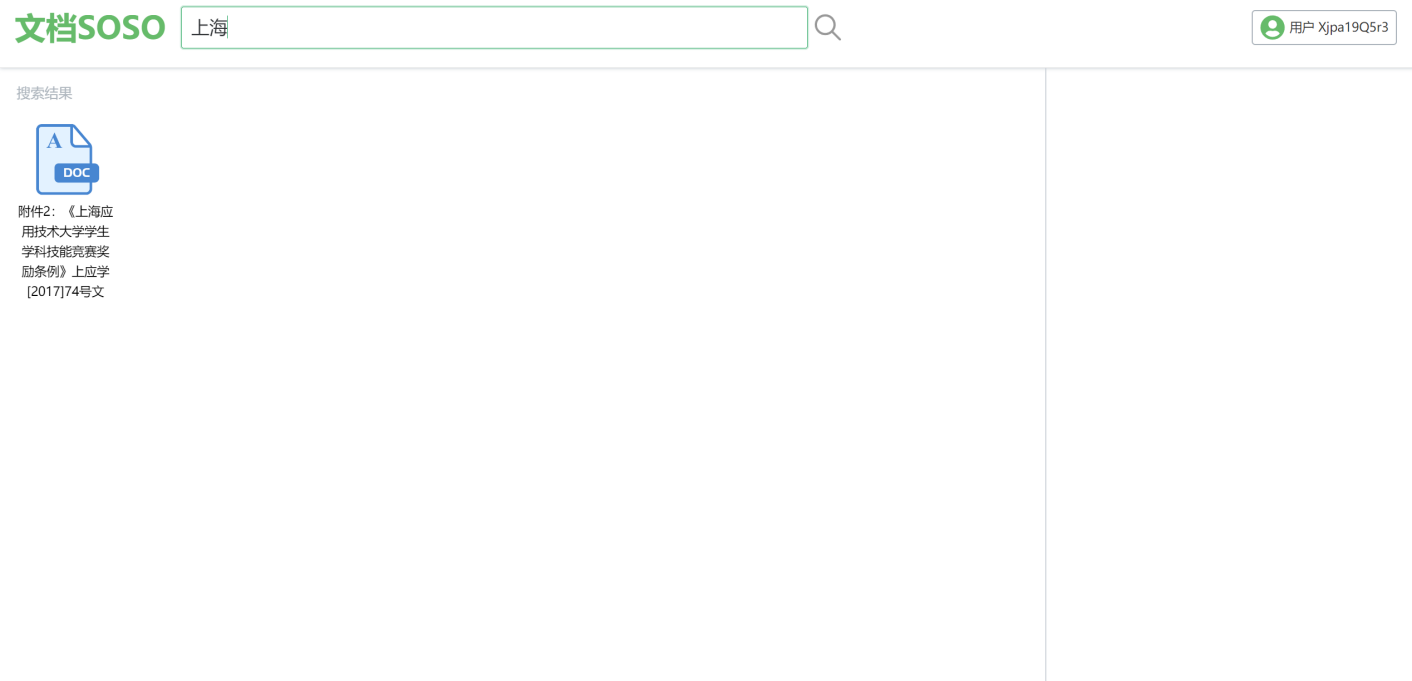 文档SOSO
上海
用户 Xjpa19Q5r3
搜索结果
A
DOC
附件2：《上海应
用技术大学学生
学科技能竞赛奖
励条例》上应学
[2017]74号文